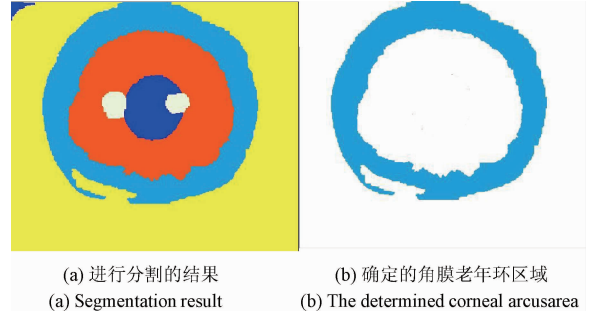 (a) 进行分割的结果
(b) 确定的角膜老年环区域
(a) Segmentation result
(b) The determined corneal arcusarea